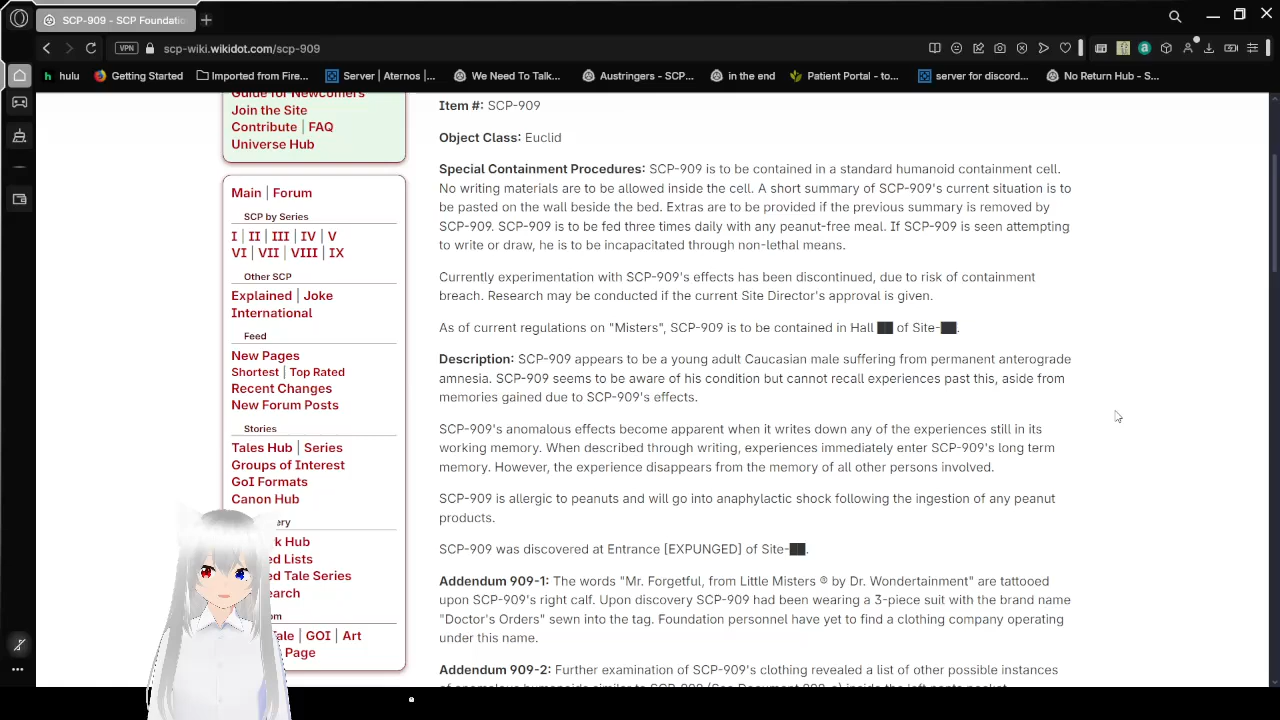 SCP-909 - SCP Foundatio
VPN
scp-wiki.wikidot.com/scp-909
hulu
Getting Started
Imported from Fire...
Server | Aternos |...
We Need To Talk...
Austringers - SCP...
in the end
Patient Portal - to...
server for discord...
No Return Hub - S...
Guide for Newcomers
Join the Site
Contribute | FAQ
Universe Hub
Main | Forum
SCP by Series
I | II | III | IV | V
VI | VII | VIII | IX
Other SCP
Explained | Joke
International
Feed
New Pages
Shortest | Top Rated
Recent Changes
New Forum Posts
Stories
Tales Hub | Series
Groups of Interest
GoI Formats
Canon Hub
ery
k Hub
ed Lists
ed Tale Series
earch
om
Tale | GOI | Art
Page
Item #: SCP-909
Object Class: Euclid
Special Containment Procedures: SCP-909 is to be contained in a standard humanoid containment cell.
No writing materials are to be allowed inside the cell. A short summary of SCP-909's current situation is to
be pasted on the wall beside the bed. Extras are to be provided if the previous summary is removed by
SCP-909. SCP-909 is to be fed three times daily with any peanut-free meal. If SCP-909 is seen attempting
to write or draw, he is to be incapacitated through non-lethal means.
Currently experimentation with SCP-909's effects has been discontinued, due to risk of containment
breach. Research may be conducted if the current Site Director's approval is given.
As of current regulations on "Misters", SCP-909 is to be contained in Hall ██ of Site-██.
Description: SCP-909 appears to be a young adult Caucasian male suffering from permanent anterograde
amnesia. SCP-909 seems to be aware of his condition but cannot recall experiences past this, aside from
memories gained due to SCP-909's effects.
SCP-909's anomalous effects become apparent when it writes down any of the experiences still in its
working memory. When described through writing, experiences immediately enter SCP-909's long term
memory. However, the experience disappears from the memory of all other persons involved.
SCP-909 is allergic to peanuts and will go into anaphylactic shock following the ingestion of any peanut
products.
SCP-909 was discovered at Entrance [EXPUNGED] of Site-██.
Addendum 909-1: The words "Mr. Forgetful, from Little Misters ® by Dr. Wondertainment" are tattooed
upon SCP-909's right calf. Upon discovery SCP-909 had been wearing a 3-piece suit with the brand name
"Doctor's Orders" sewn into the tag. Foundation personnel have yet to find a clothing company operating
under this name.
Addendum 909-2: Further examination of SCP-909's clothing revealed a list of other possible instances